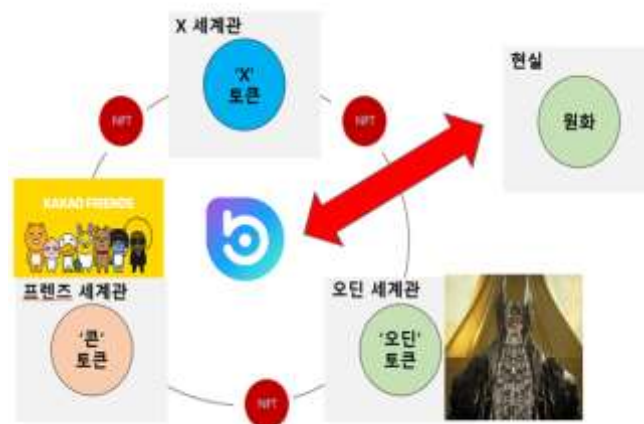 X 세계관
'X'
토큰
현실
원화
NFT
NFT
KAKAO FRIENDS
프렌즈 세계관
'콘'
토큰
오딘 세계관
'오딘'
토큰
NFT